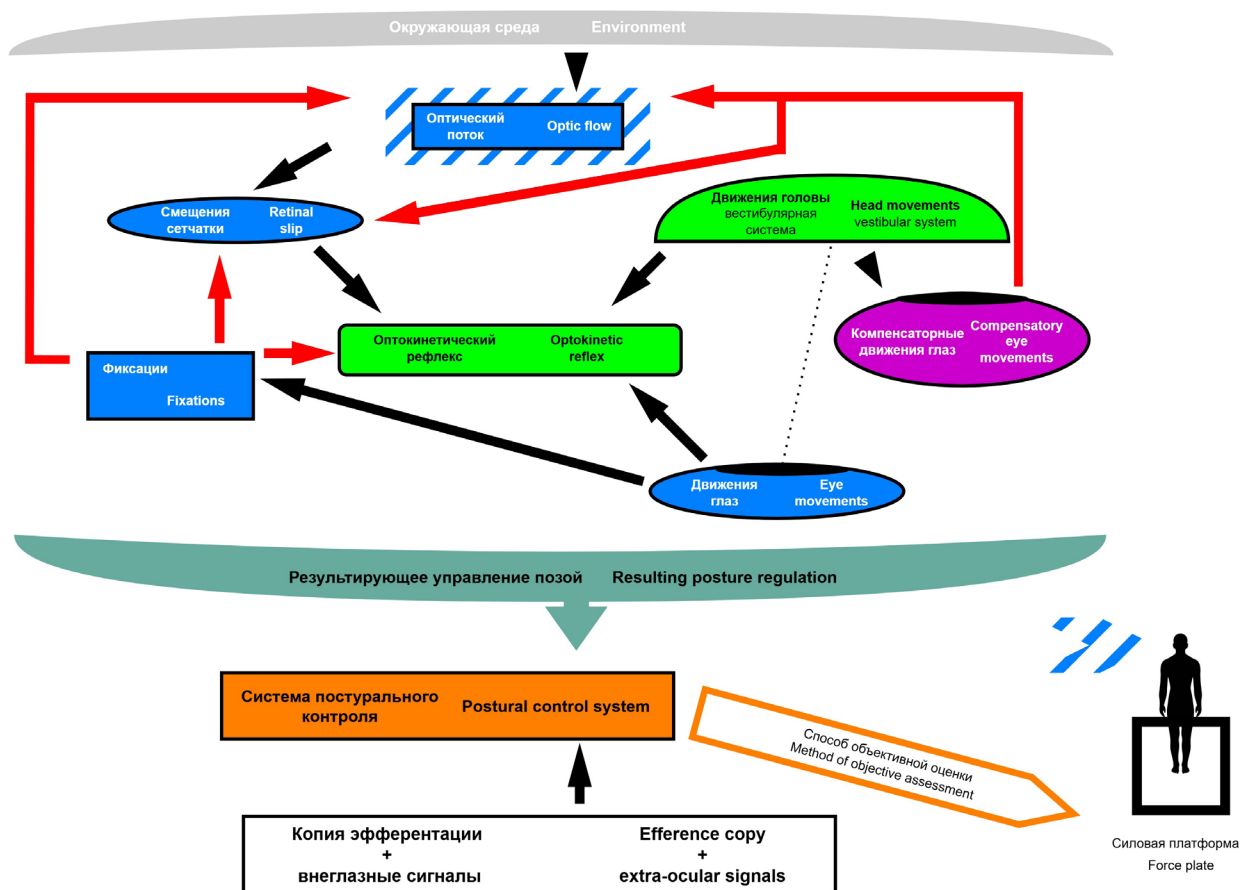 Окружающая среда Environment
Оптический Optic flow
поток
Смещения Retinal
сетчатки slip
Движения головы Head movements
вестибулярная vestibular system
система
Оптокинетический Optokinetic
рефлекс reflex
Компенсаторные Compensatory
движения глаз eye
movements
Фиксации
Fixations
Движения Eye
глаз movements
Результирующее управление позой Resulting posture regulation
Система постурального Postural control system
контроля
Способ объективной оценки
Method of objective assessment
Копия эфферентации Efference copy
+ +
внеглазные сигналы extra-ocular signals
Силовая платформа
Force plate